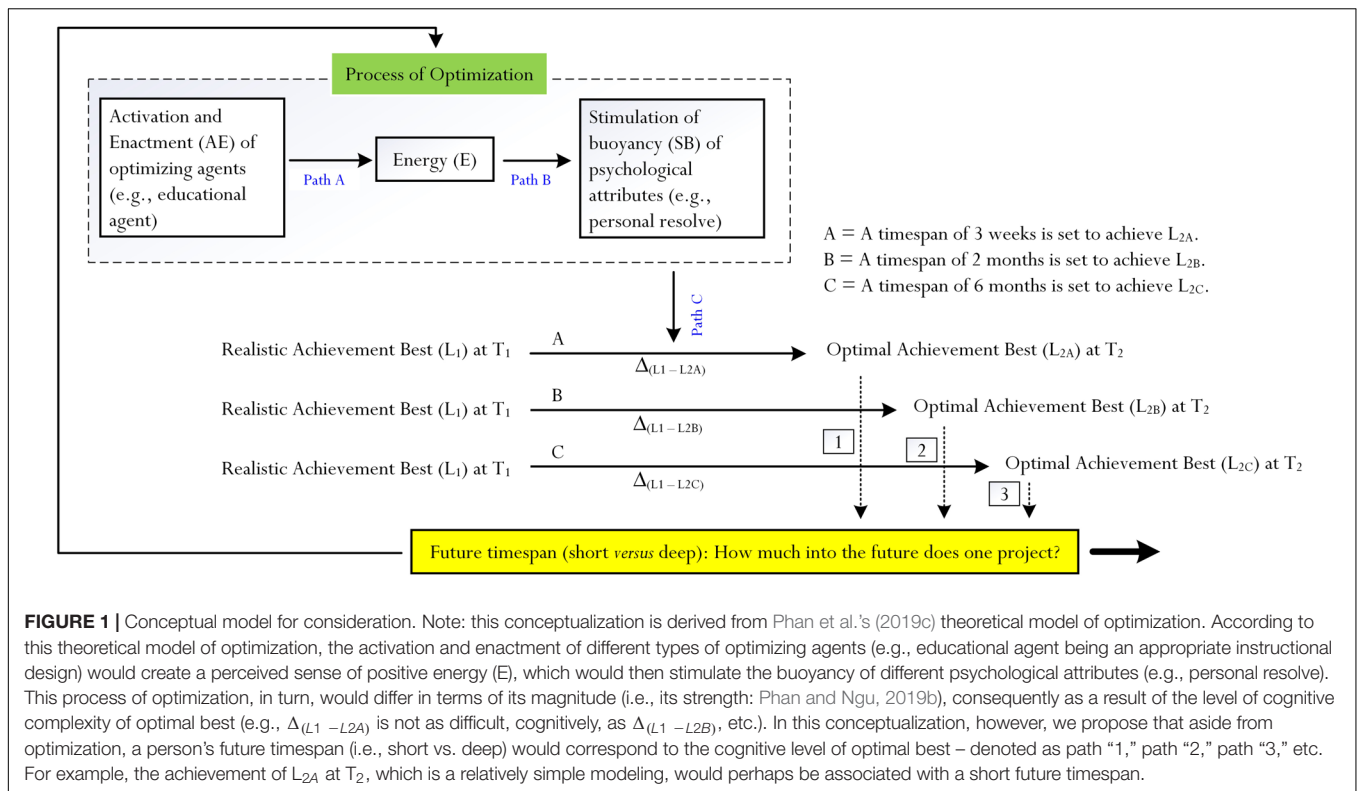 Process of Optimization
Activation and
Enactment (AE) of
optimizing agents
(e.g., educational
agent)
Path A
Energy (E)
Path B
Stimulation of
buoyancy (SB) of
psychological
attributes (e.g.,
personal resolve)
A = A timespan of 3 weeks is set to achieve L2A.
B = A timespan of 2 months is set to achieve L2B.
C = A timespan of 6 months is set to achieve L2C.
Path C
Realistic Achievement Best (L1) at T1
A
Δ(L1 – L2A)
Optimal Achievement Best (L2A) at T2
Realistic Achievement Best (L1) at T1
B
Δ(L1 – L2B)
Optimal Achievement Best (L2B) at T2
1
2
Realistic Achievement Best (L1) at T1
C
Δ(L1 – L2C)
Optimal Achievement Best (L2C) at T2
3
Future timespan (short versus deep): How much into the future does one project?
FIGURE 1 | Conceptual model for consideration. Note: this conceptualization is derived from Phan et al.'s (2019c) theoretical model of optimization. According to
this theoretical model of optimization, the activation and enactment of different types of optimizing agents (e.g., educational agent being an appropriate instructional
design) would create a perceived sense of positive energy (E), which would then stimulate the buoyancy of different psychological attributes (e.g., personal resolve).
This process of optimization, in turn, would differ in terms of its magnitude (i.e., its strength: Phan and Ngu, 2019b), consequently as a result of the level of cognitive
complexity of optimal best (e.g., Δ(L1 –L2A) is not as difficult, cognitively, as Δ(L1 –L2B), etc.). In this conceptualization, however, we propose that aside from
optimization, a person's future timespan (i.e., short vs. deep) would correspond to the cognitive level of optimal best – denoted as path “1,” path “2,” path “3,” etc.
For example, the achievement of L2A at T2, which is a relatively simple modeling, would perhaps be associated with a short future timespan.